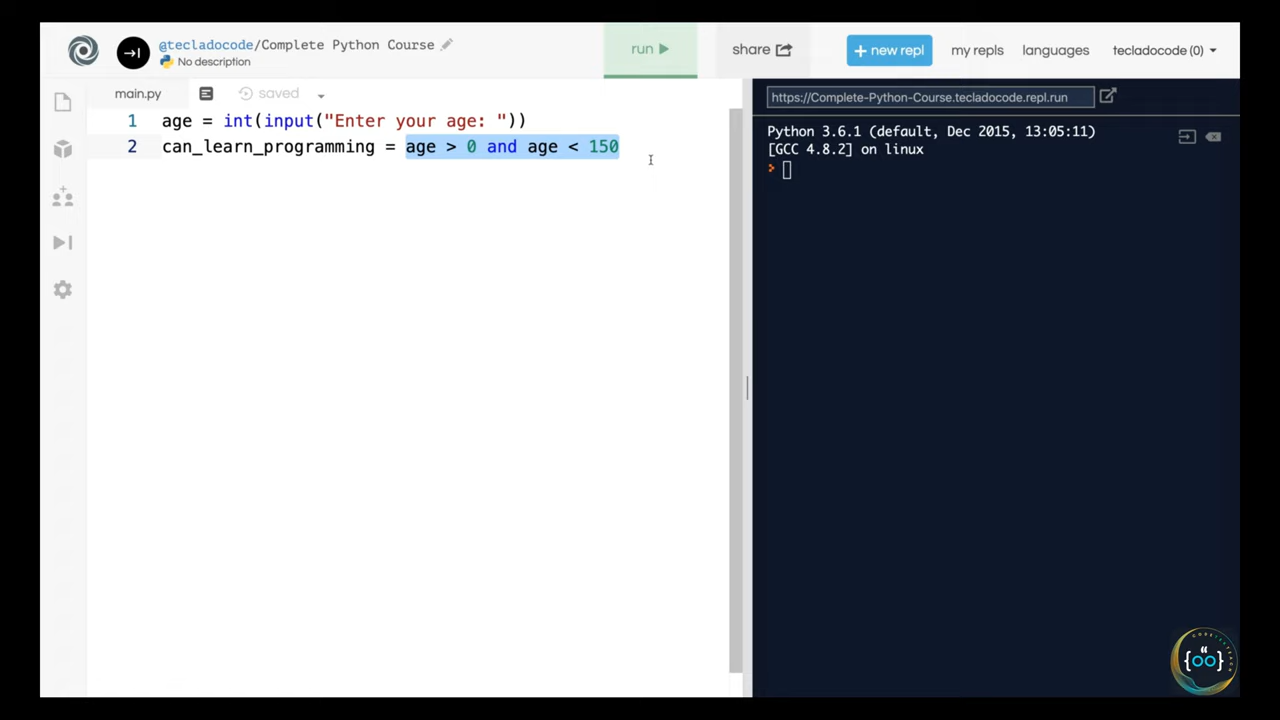 @tecladocode/Complete Python Course
No description
run
share
+ new repl
my repls
languages
tecladocode (0)
main.py
saved
1 age = int(input("Enter your age: "))
2 can_learn_programming = age > 0 and age < 150
https://Complete-Python-Course.tecladocode.repl.run
Python 3.6.1 (default, Dec 2015, 13:05:11)
[GCC 4.8.2] on linux